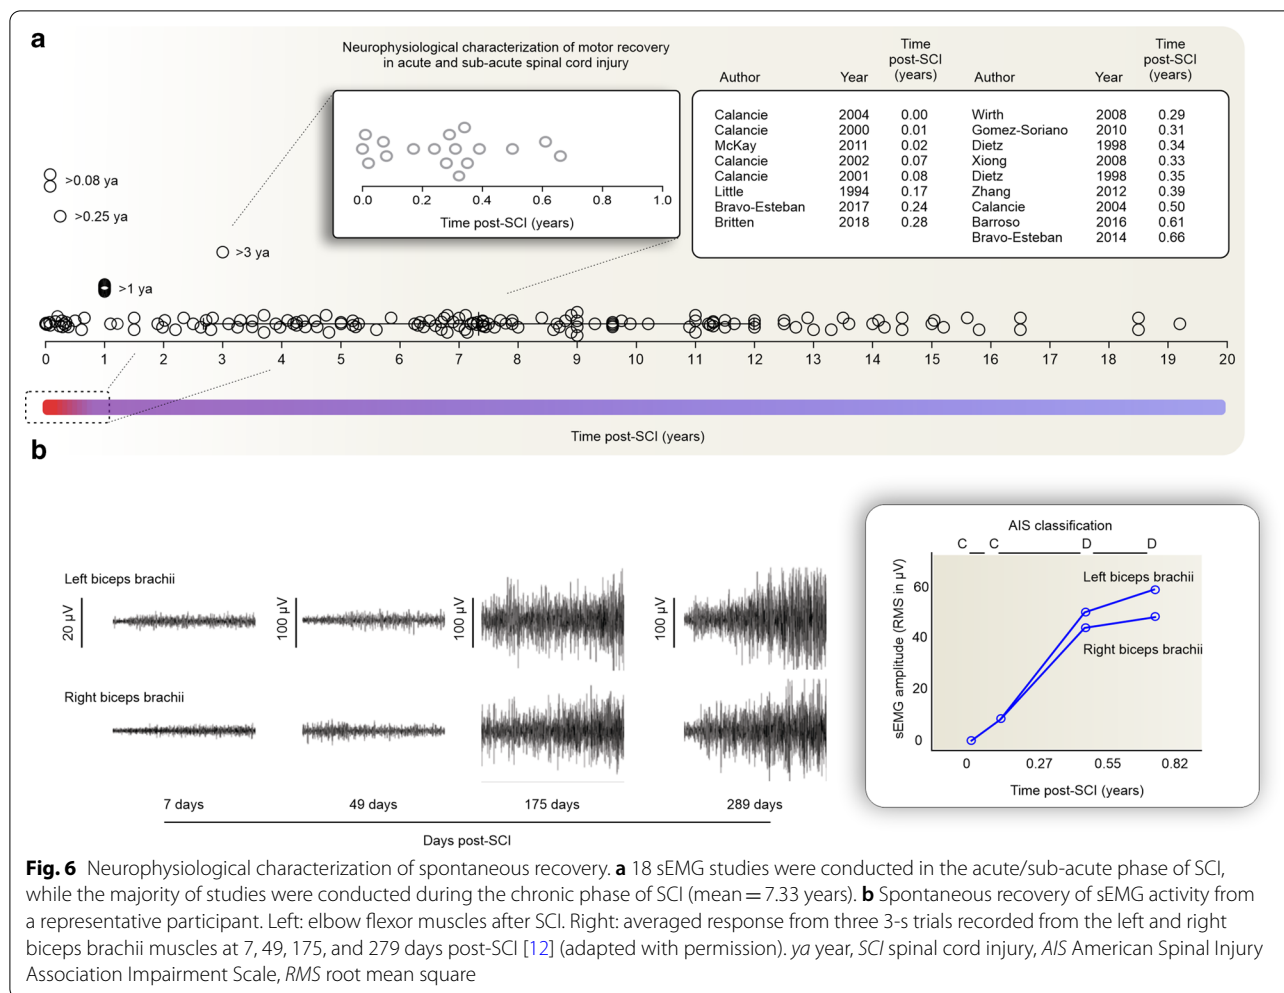 a
Neurophysiological characterization of motor recovery
in acute and sub-acute spinal cord injury
0.0 0.2 0.4 0.6 0.8 1.0
Time post-SCI (years)
Author Year Time post-SCI (years) Author Year Time post-SCI (years)
Calancie 2004 0.00 Wirth 2008 0.29
Calancie 2000 0.01 Gomez-Soriano 2010 0.31
McKay 2011 0.02 Dietz 1998 0.34
Calancie 2002 0.07 Xiong 2008 0.33
Calancie 2001 0.08 Dietz 1998 0.35
Little 1994 0.17 Zhang 2012 0.39
Bravo-Esteban 2017 0.24 Calancie 2004 0.50
Britten 2018 0.28 Barroso 2016 0.61
Bravo-Esteban 2014 0.66
>0.08 ya
>0.25 ya
>3 ya
>1 ya
0 1 2 3 4 5 6 7 8 9 10 11 12 13 14 15 16 17 18 19 20
Time post-SCI (years)
b
Left biceps brachii
20 µV 100 µV 100 µV 100 µV
Right biceps brachii
7 days 49 days 175 days 289 days
Days post-SCI
AIS classification
C C D D
sEMG amplitude (RMS in µV)
60
40
20
0
Left biceps brachii
Right biceps brachii
0 0.27 0.55 0.82
Time post-SCI (years)
Fig. 6 Neurophysiological characterization of spontaneous recovery. a 18 sEMG studies were conducted in the acute/sub-acute phase of SCI,
while the majority of studies were conducted during the chronic phase of SCI (mean = 7.33 years). b Spontaneous recovery of sEMG activity from
a representative participant. Left: elbow flexor muscles after SCI. Right: averaged response from three 3-s trials recorded from the left and right
biceps brachii muscles at 7, 49, 175, and 279 days post-SCI [12] (adapted with permission). ya year, SCI spinal cord injury, AIS American Spinal Injury
Association Impairment Scale, RMS root mean square